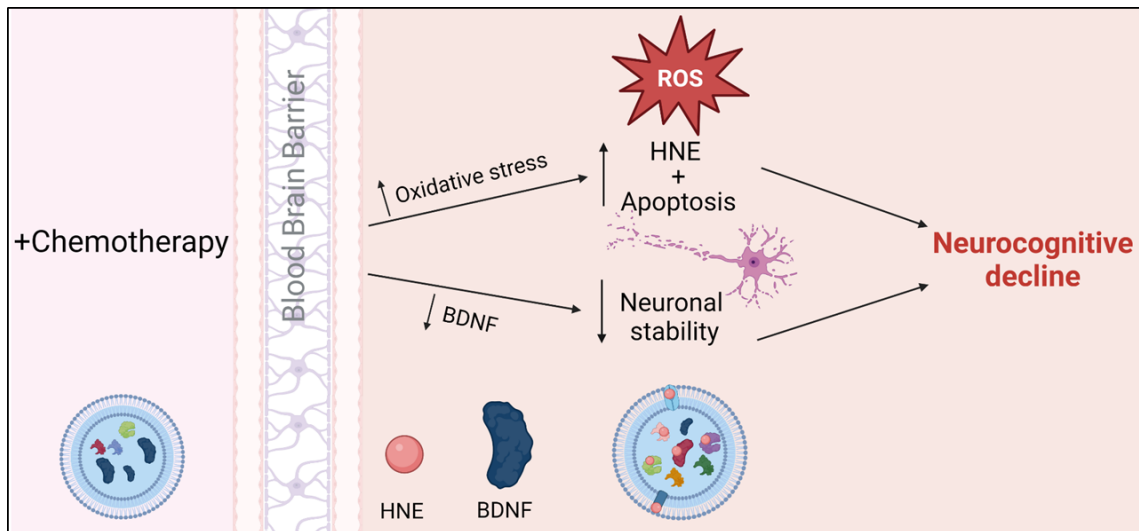 +Chemotherapy
Blood Brain Barrier
Oxidative stress
BDNF
ROS
HNE
+
Apoptosis
Neuronal
stability
Neurocognitive
decline
HNE
BDNF